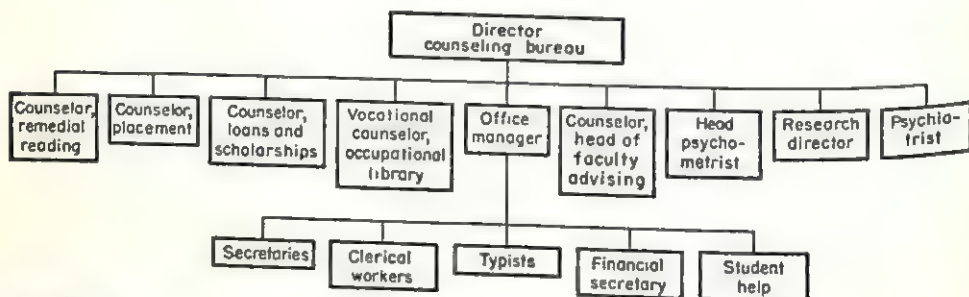 Director
counseling bureau
Counselor,
remedial
reading
Counselor,
placement
Counselor,
loans and
scholarships
Vocational
counselor,
occupational
library
Office
manager
Counselor,
head of
faculty
advising
Head
psycho-
metrist
Research
director
Psychia-
trist
Secretaries
Clerical
workers
Typists
Financial
secretary
Student
help